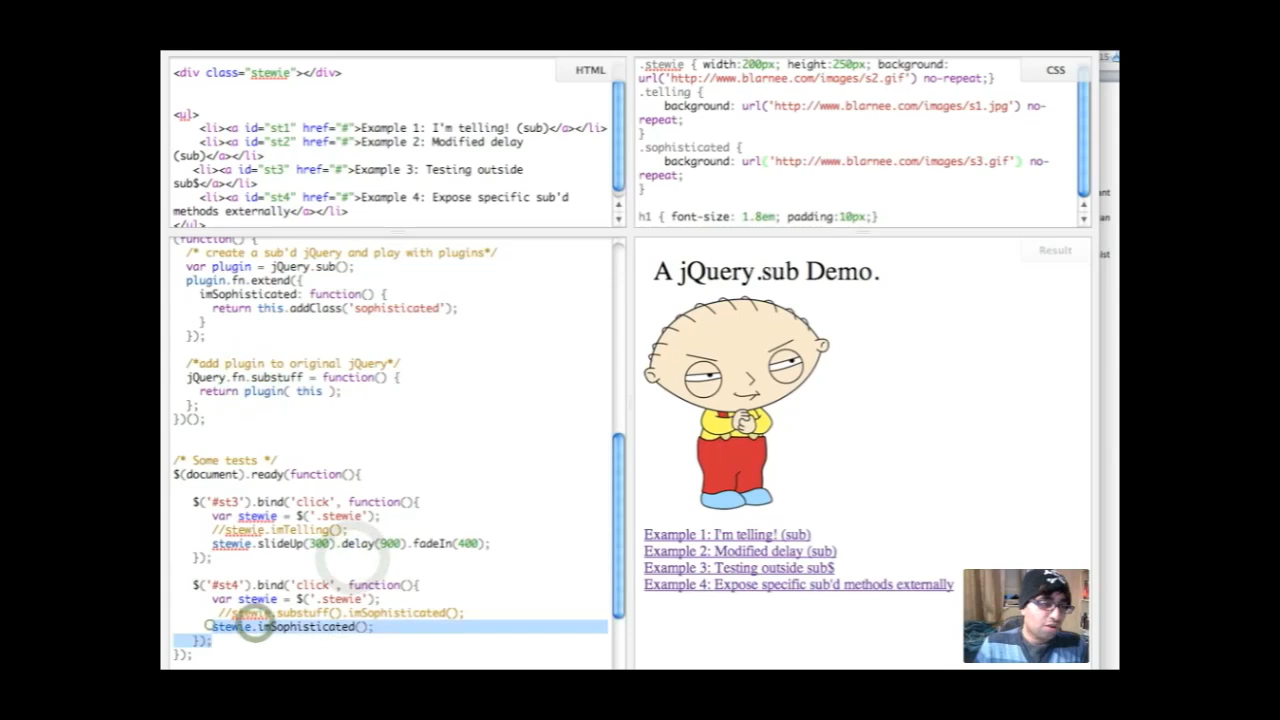 <div class="stewie"></div>
HTML
<ul>
<li><a id="st1" href="#">Example 1: I'm telling! (sub)</a></li>
<li><a id="st2" href="#">Example 2: Modified delay
(sub)</a></li>
<li><a id="st3" href="#">Example 3: Testing outside
sub$</a></li>
<li><a id="st4" href="#">Example 4: Expose specific sub'd
methods externally</a></li>
</ul>
.stewie { width:200px; height:250px; background:
url('http://www.blarnee.com/images/s2.gif') no-repeat;}
CSS
.telling {
background: url('http://www.blarnee.com/images/s1.jpg') no-
repeat;
}
.sophisticated {
background: url('http://www.blarnee.com/images/s3.gif') no-
repeat;
}
h1 { font-size: 1.8em; padding:10px;}
(function() {
/* create a sub'd jQuery and play with plugins*/
var plugin = jQuery.sub();
plugin.fn.extend({
imSophisticated: function() {
return this.addClass('sophisticated');
}
});
/*add plugin to original jQuery*/
jQuery.fn.substuff = function() {
return plugin( this );
};
})();
/* Some tests */
$(document).ready(function(){
$('#st3').bind('click', function(){
var stewie = $('.stewie');
//stewie.imTelling();
stewie.slideUp(300).delay(900).fadeIn(400);
});
$('#st4').bind('click', function(){
var stewie = $('.stewie');
//stewie.substuff().imSophisticated();
stewie.imSophisticated();
});
});
Result
A jQuery.sub Demo.
Example 1: I'm telling! (sub)
Example 2: Modified delay (sub)
Example 3: Testing outside sub$
Example 4: Expose specific sub'd methods externally